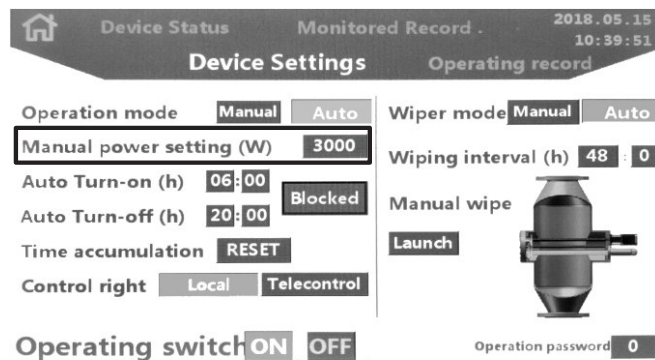 Device Status Monitored Record . 2018.05.15
10:39:51
Device Settings Operating record
Operation mode Manual Auto
Manual power setting (W) 3000
Auto Turn-on (h) 06:00
Auto Turn-off (h) 20:00
Blocked
Time accumulation RESET
Control right Local Telecontrol
Operating switch ON OFF
Wiper mode Manual Auto
Wiping interval (h) 48 : 0
Manual wipe
Launch
Operation password 0